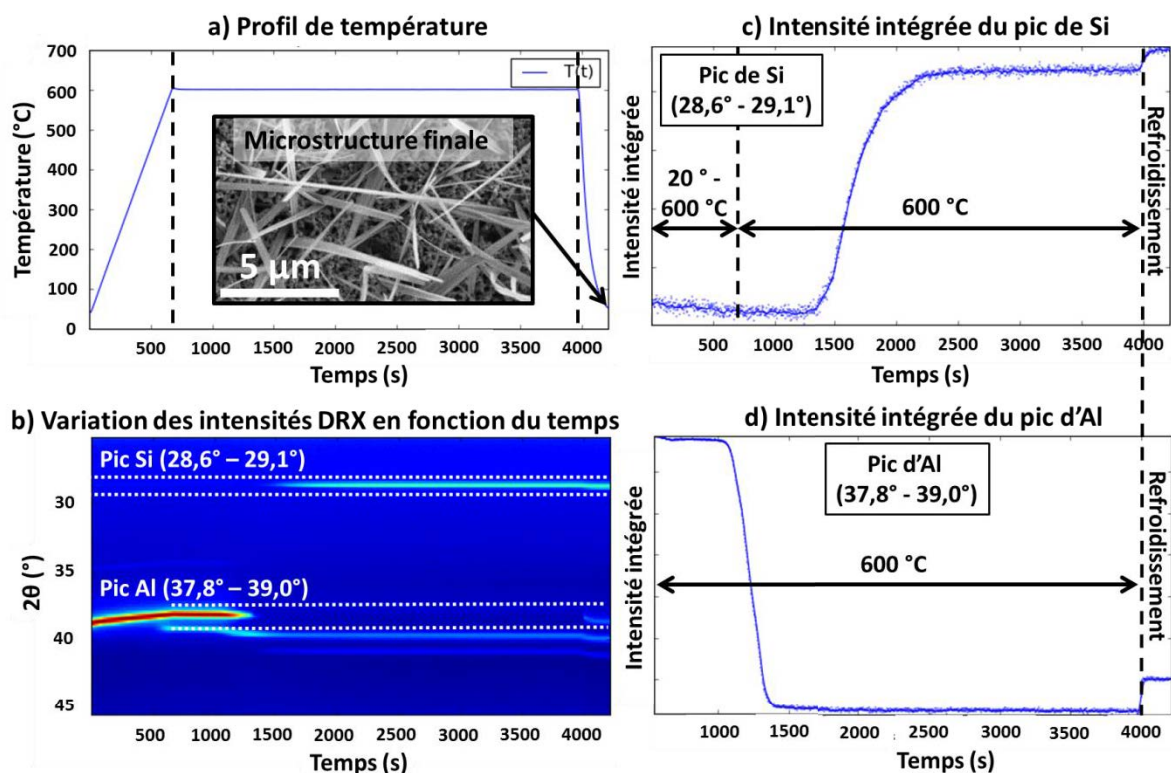 a) Profil de température
700
600
500
400
300
200
100
0
Température (°C)
T(t)
Microstructure finale
5 µm
500 1000 1500 2000 2500 3000 3500 4000
Temps (s)
c) Intensité intégrée du pic de Si
Intensité intégrée
Pic de Si
(28,6° - 29,1°)
20 ° -
600 °C
600 °C
Refroidissement
500 1000 1500 2000 2500 3000 3500 4000
Temps (s)
b) Variation des intensités DRX en fonction du temps
Pic Si (28,6° – 29,1°)
Pic Al (37,8° – 39,0°)
30
35
40
45
2θ (°)
500 1000 1500 2000 2500 3000 3500 4000
Temps (s)
d) Intensité intégrée du pic d’Al
Intensité intégrée
Pic d’Al
(37,8° - 39,0°)
600 °C
Refroidissement
1000 1500 2000 2500 3000 3500 4000
Temps (s)